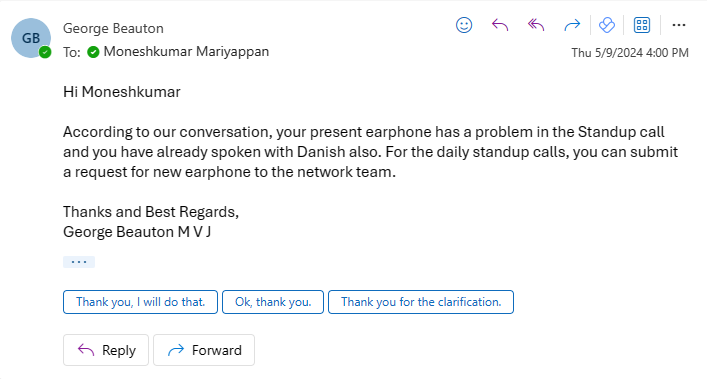 George Beauton
GB
To: Moneshkumar Mariyappan
Thu 5/9/2024 4:00 PM
Hi Moneshkumar
According to our conversation, your present earphone has a problem in the Standup call
and you have already spoken with Danish also. For the daily standup calls, you can submit
a request for new earphone to the network team.
Thanks and Best Regards,
George Beauton M V J
...
Thank you, I will do that.
Ok, thank you.
Thank you for the clarification.
Reply
Forward